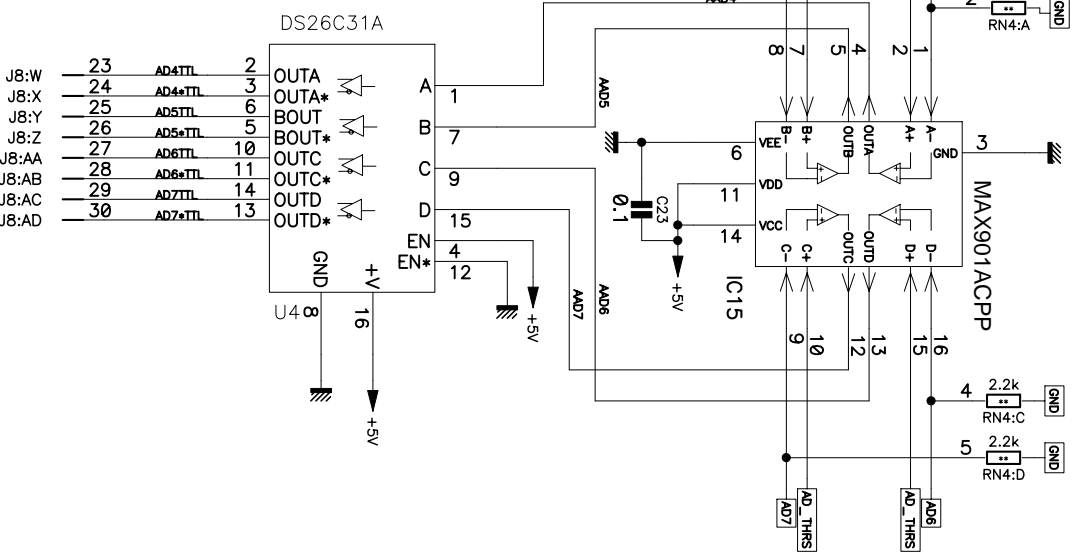 DS26C31A
J8:W 23 AD4TTL 2 OUTA
J8:X 24 AD4*TTL 3 OUTA*
J8:Y 25 AD5TTL 6 BOUT
J8:Z 26 AD5*TTL 5 BOUT*
J8:AA 27 AD6TTL 10 OUTC
J8:AB 28 AD6*TTL 11 OUTC*
J8:AC 29 AD7TTL 14 OUTD
J8:AD 30 AD7*TTL 13 OUTD*
A 1
B 7
C 9
D 15
EN 4
EN* 12
GND
+V
U4
8
16
+5V
+5V
AAD5
AAD7
AAD6
8 7 5 4 2 1
B- B+ OUTB OUTA A+ A-
6 VEE
GND 3
11 VDD
14 VCC
C23
0.1
+5V
C- C+ OUTC OUTD D+ D-
IC15
MAX901ACPP
9 10 12 13 15 16
2
RN4:A
GND
4 2.2k
**
RN4:C
GND
5 2.2k
**
RN4:D
GND
AD7
AD_THRS
AD_THRS
AD6